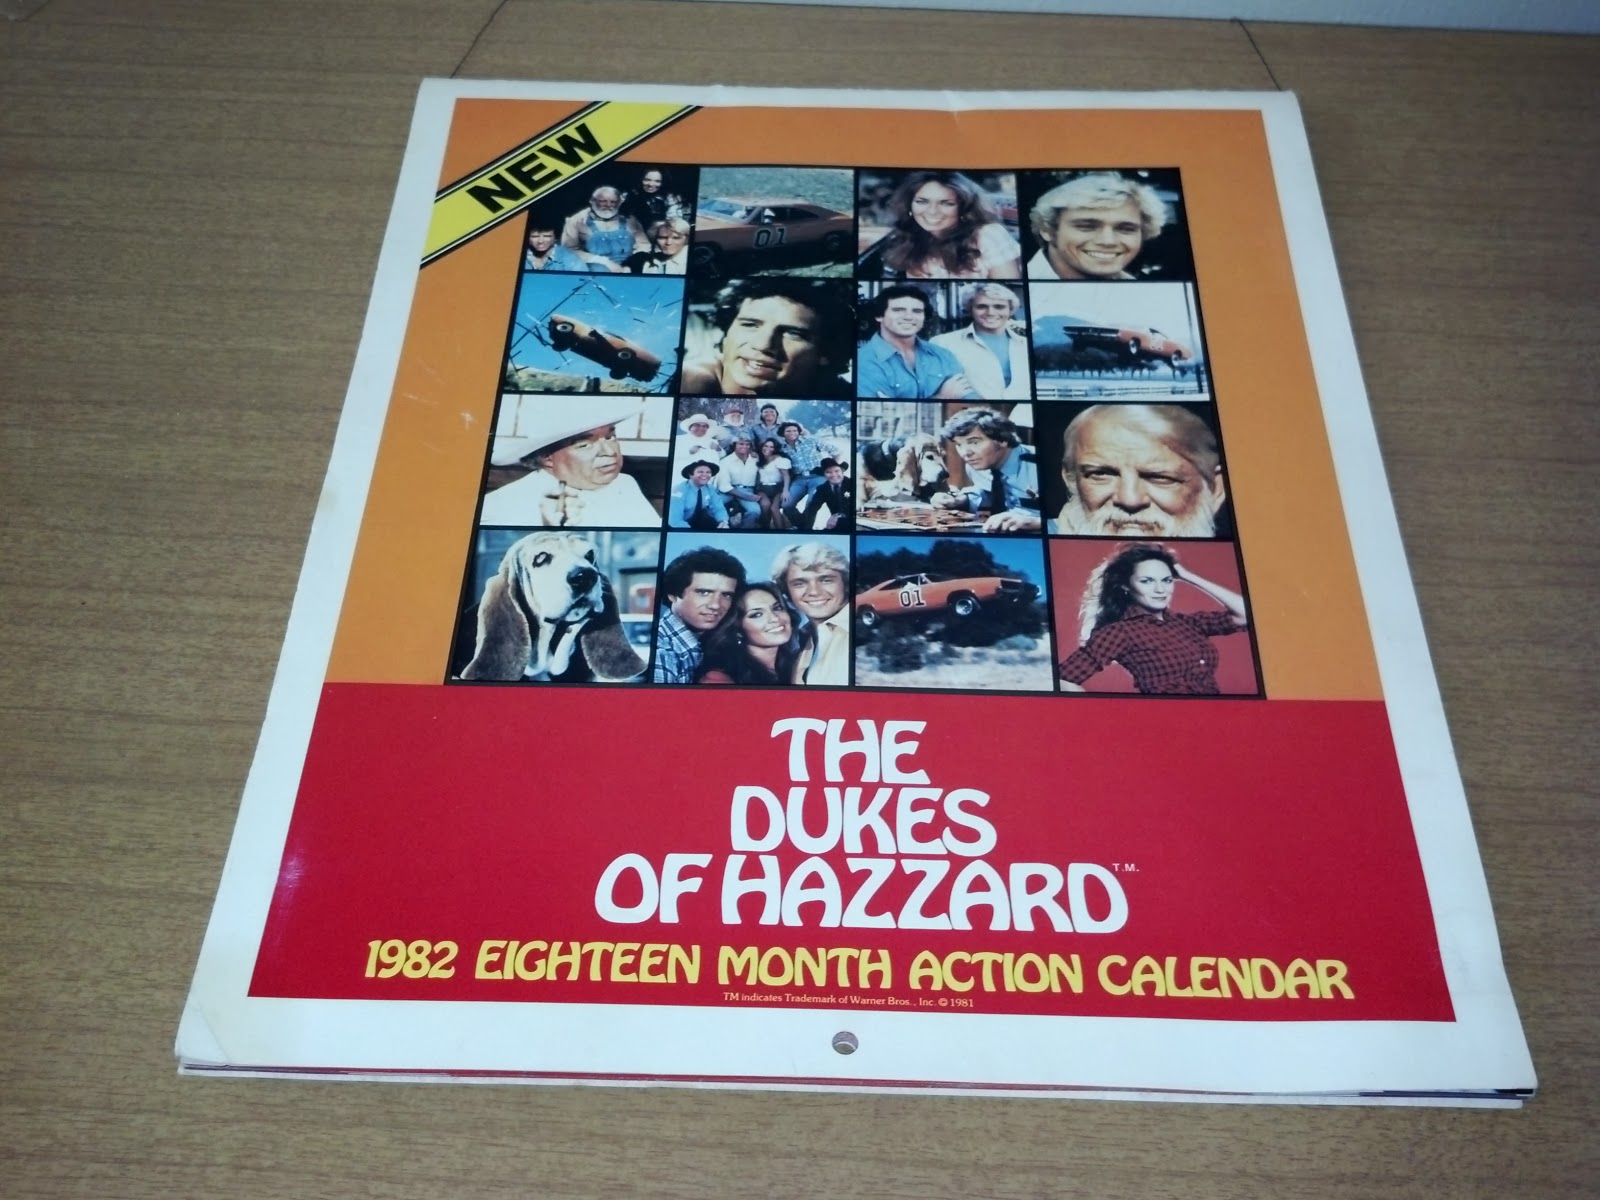 NEW
01
01
THE
DUKES
OF HAZZARD T.M.
1982 EIGHTEEN MONTH ACTION CALENDAR
TM indicates Trademark of Warner Bros., Inc. © 1981